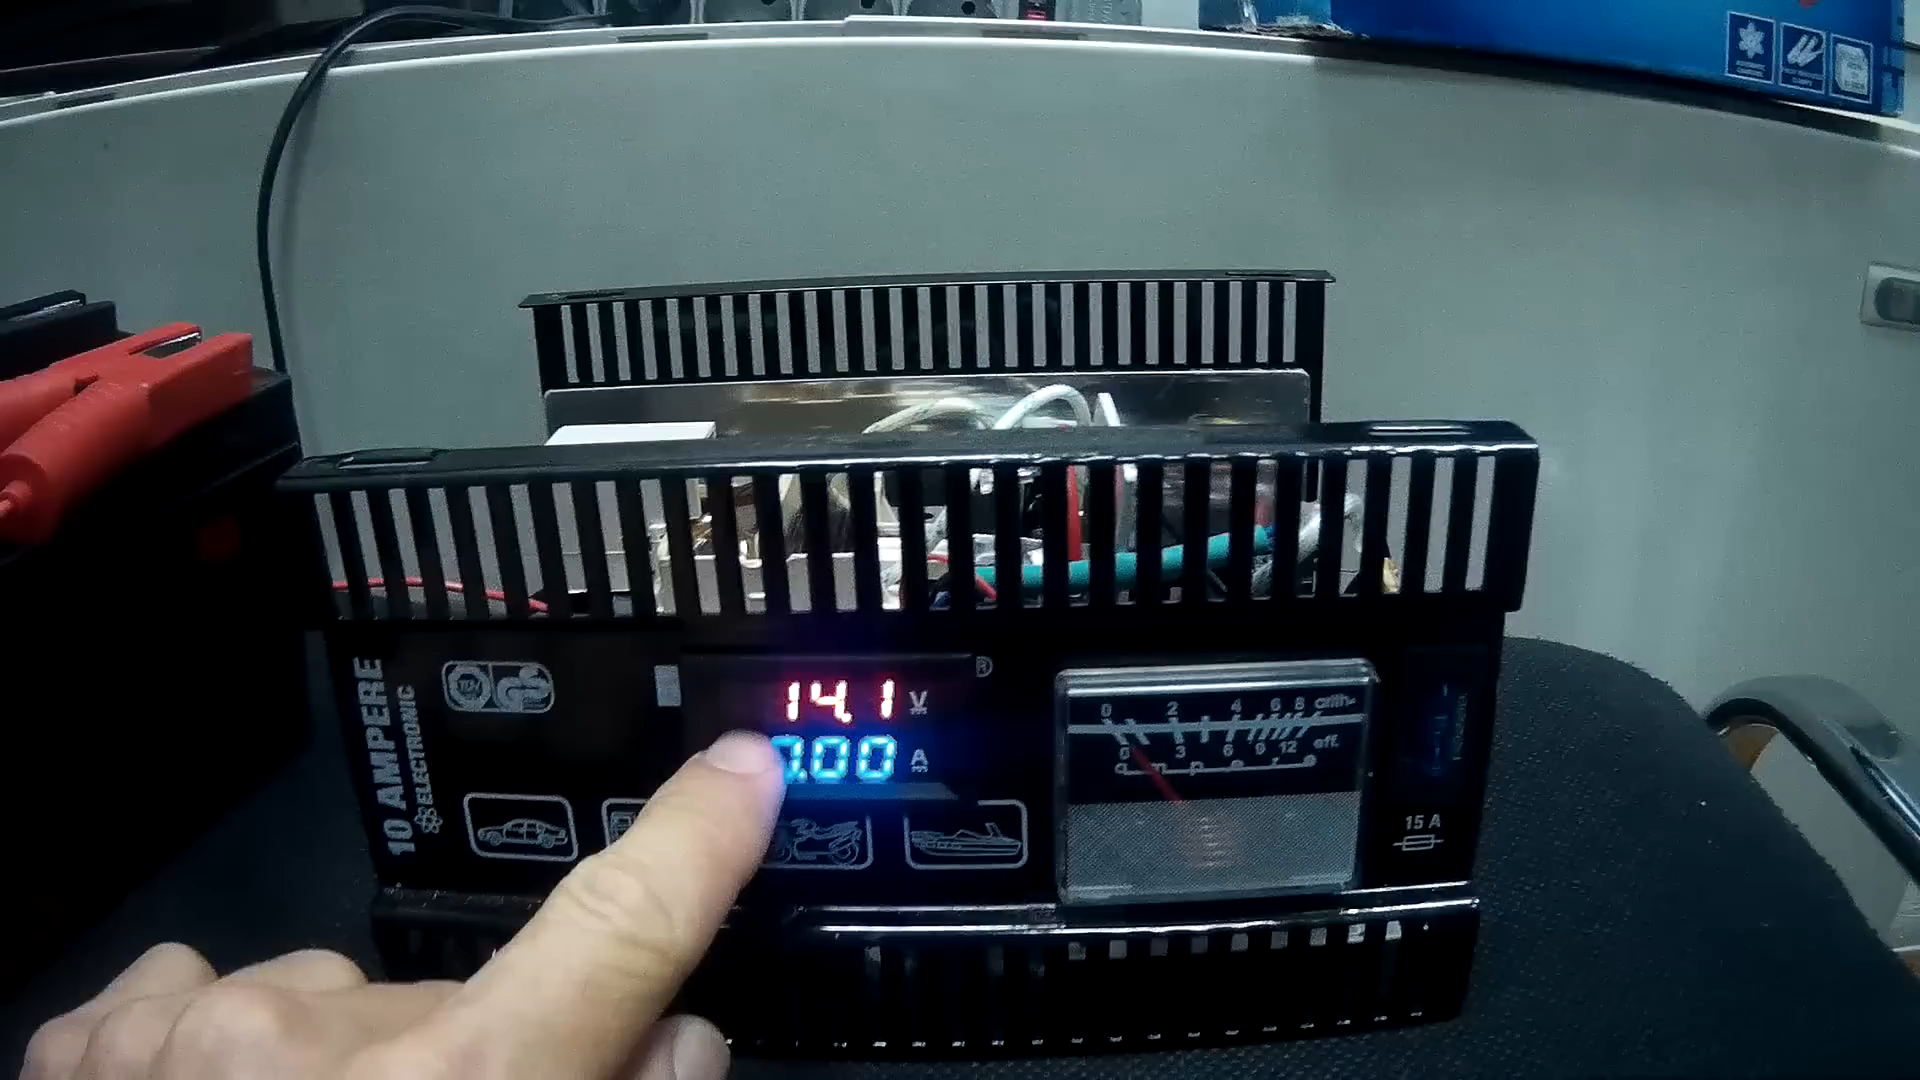 10 AMPERE
ELECTRONIC
®
14.1 V
0.00 A
0 2 4 6 8 arith-
0 3 6 9 12 eff.
ampere
15 A